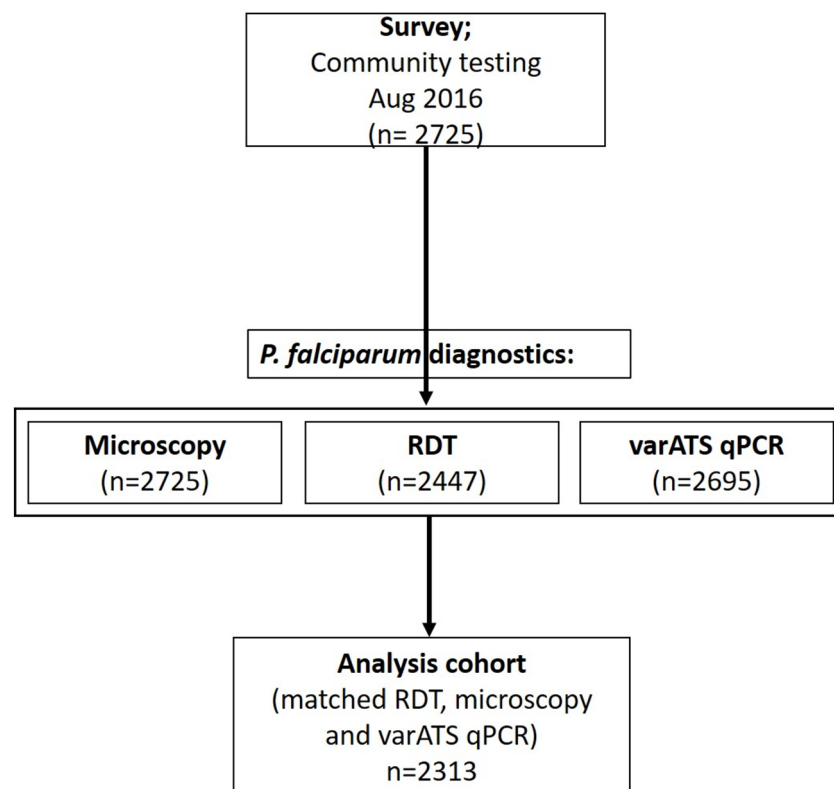 Survey;
Community testing
Aug 2016
(n= 2725)
P. falciparum diagnostics:
Microscopy
(n=2725)
RDT
(n=2447)
varATS qPCR
(n=2695)
Analysis cohort
(matched RDT, microscopy
and varATS qPCR)
n=2313